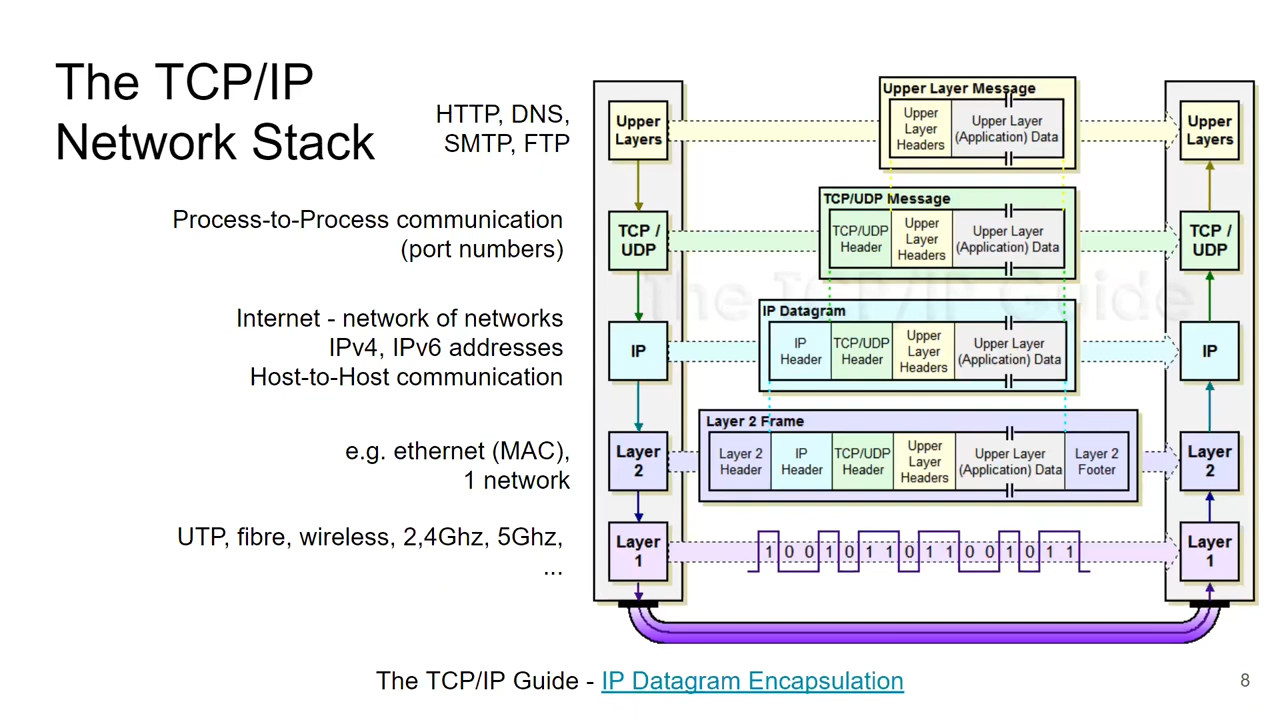 The TCP/IP
Network Stack
HTTP, DNS,
SMTP, FTP
Process-to-Process communication
(port numbers)
Internet - network of networks
IPv4, IPv6 addresses
Host-to-Host communication
e.g. ethernet (MAC),
1 network
UTP, fibre, wireless, 2,4Ghz, 5Ghz,
...
Upper
Layers
TCP /
UDP
IP
Layer
2
Layer
1
Upper Layer Message
Upper
Layer
Headers
Upper Layer
(Application) Data
TCP/UDP Message
TCP/UDP
Header
Upper
Layer
Headers
Upper Layer
(Application) Data
The TCP/IP Guide
IP Datagram
IP
Header
TCP/UDP
Header
Upper
Layer
Headers
Upper Layer
(Application) Data
Layer 2 Frame
Layer 2
Header
IP
Header
TCP/UDP
Header
Upper
Layer
Headers
Upper Layer
(Application) Data
Layer 2
Footer
1 0 0 1 0 1 1 0 1 1 0 0 1 0 1 1
Upper
Layers
TCP /
UDP
IP
Layer
2
Layer
1
The TCP/IP Guide - IP Datagram Encapsulation
8